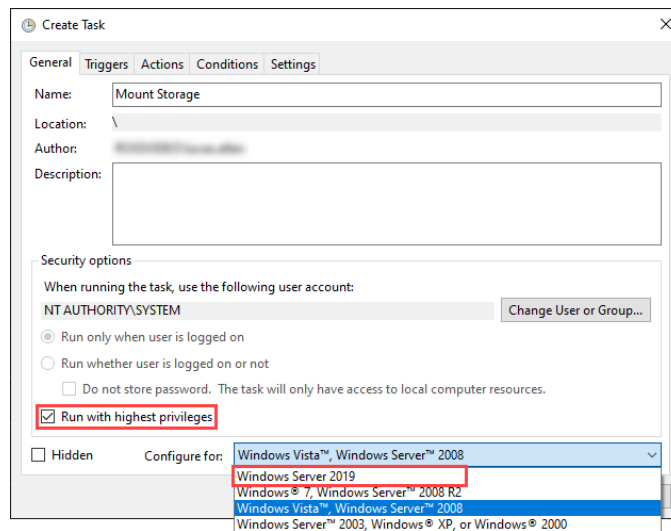 Create Task
General Triggers Actions Conditions Settings
Name: Mount Storage
Location: \
Author:
Description:
Security options
When running the task, use the following user account:
NT AUTHORITY\SYSTEM Change User or Group...
Run only when user is logged on
Run whether user is logged on or not
Do not store password. The task will only have access to local computer resources.
Run with highest privileges
Hidden Configure for: Windows Vista™, Windows Server™ 2008
Windows Server 2019
Windows® 7, Windows Server™ 2008 R2
Windows Vista™, Windows Server™ 2008
Windows Server™ 2003, Windows® XP, or Windows® 2000